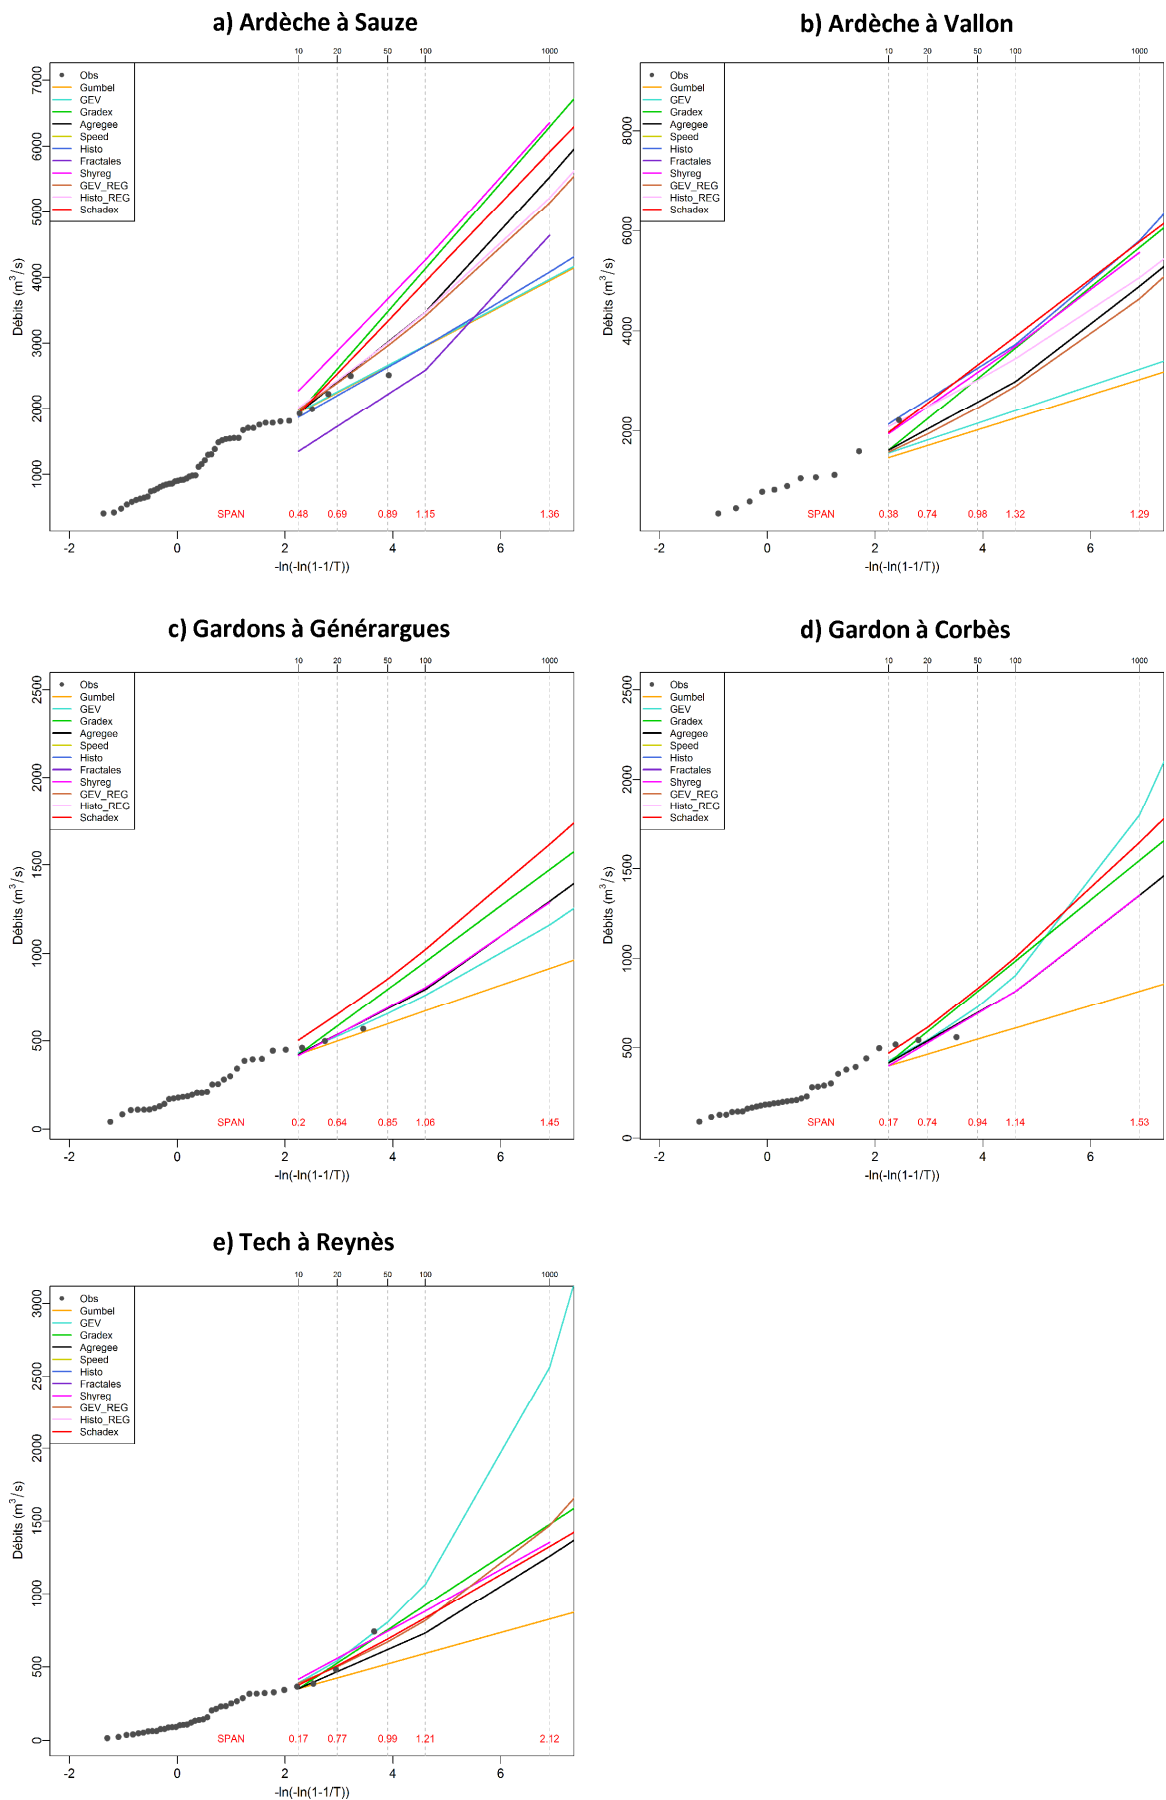 a) Ardèche à Sauze
10 20 50 100 1000
Débits (m³/s)
1000 2000 3000 4000 5000 6000 7000
Obs
Gumbel
GEV
Gradex
Agregee
Speed
Histo
Fractales
Shyreg
GEV_REG
Histo_REG
Schadex
SPAN 0.48 0.69 0.89 1.15 1.36
-2 0 2 4 6
-ln(-ln(1-1/T))
b) Ardèche à Vallon
10 20 50 100 1000
Débits (m³/s)
2000 4000 6000 8000
Obs
Gumbel
GEV
Gradex
Agregee
Speed
Histo
Fractales
Shyreg
GEV_REG
Histo_REG
Schadex
SPAN 0.38 0.74 0.98 1.32 1.29
-2 0 2 4 6
-ln(-ln(1-1/T))
c) Gardons à Générargues
10 20 50 100 1000
Débits (m³/s)
0 500 1000 1500 2000 2500
Obs
Gumbel
GEV
Gradex
Agregee
Speed
Histo
Fractales
Shyreg
GEV_REG
Histo_REG
Schadex
SPAN 0.2 0.64 0.85 1.06 1.45
-2 0 2 4 6
-ln(-ln(1-1/T))
d) Gardon à Corbès
10 20 50 100 1000
Débits (m³/s)
0 500 1000 1500 2000 2500
Obs
Gumbel
GEV
Gradex
Agregee
Speed
Histo
Fractales
Shyreg
GEV_REG
Histo_REG
Schadex
SPAN 0.17 0.74 0.94 1.14 1.53
-2 0 2 4 6
-ln(-ln(1-1/T))
e) Tech à Reynès
10 20 50 100 1000
Débits (m³/s)
0 500 1000 1500 2000 2500 3000
Obs
Gumbel
GEV
Gradex
Agregee
Speed
Histo
Fractales
Shyreg
GEV_REG
Histo_REG
Schadex
SPAN 0.17 0.77 0.99 1.21 2.12
-2 0 2 4 6
-ln(-ln(1-1/T))